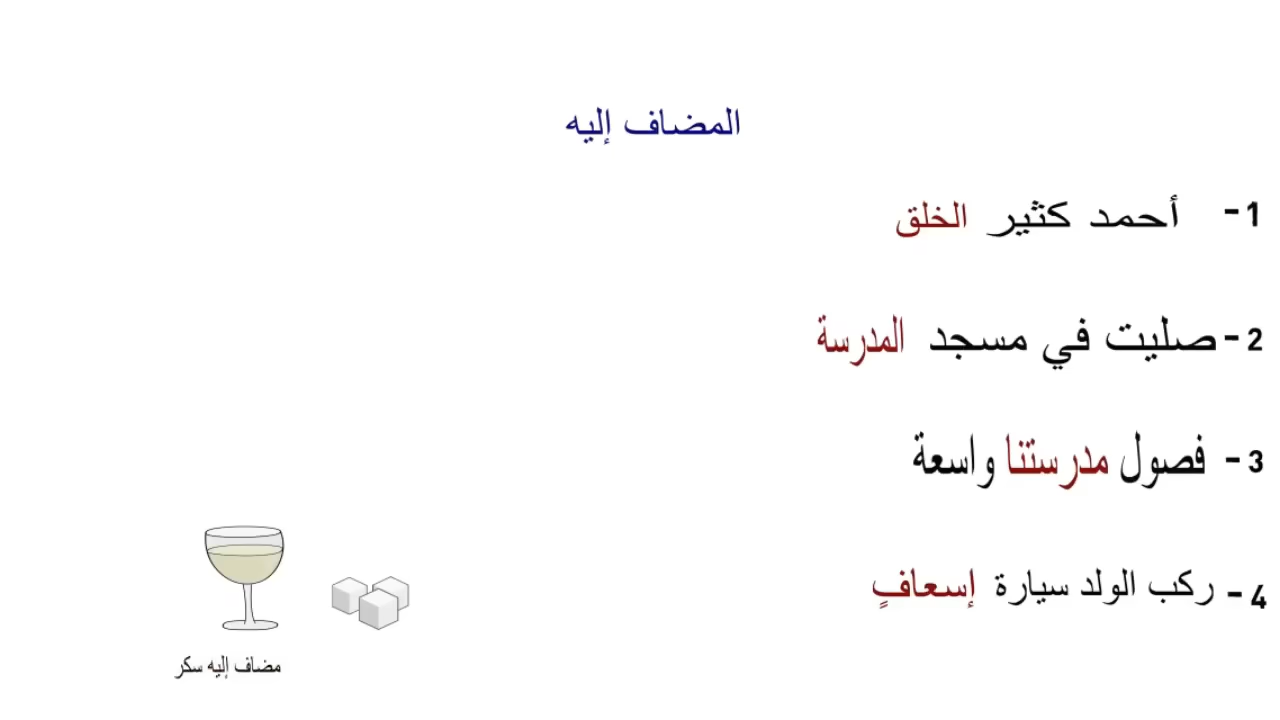 المضاف إليه
1- أحمد كثير الخلق
2- صليت في مسجد المدرسة
3- فصول مدرستنا واسعة
4- ركب الولد سيارة إسعافٍ
مضاف إليه سكر